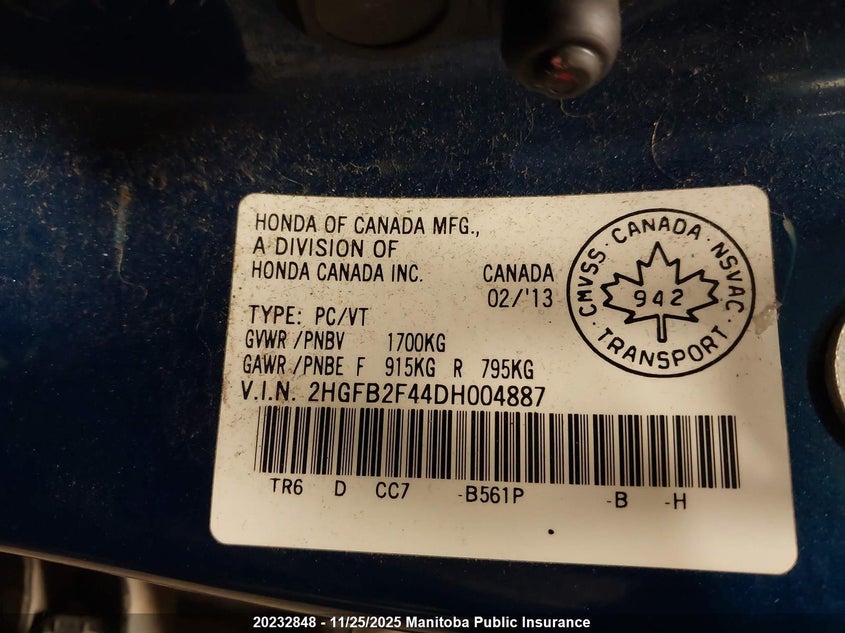 HONDA OF CANADA MFG.,
A DIVISION OF
HONDA CANADA INC. CANADA
02/'13
TYPE: PC/VT
GVWR /PNBV 1700KG
GAWR /PNBE F 915KG R 795KG
V.I.N. 2HGFB2F44DH004887
TR6 D CC7 -B561P -B -H
CMVSS · CANADA · NSVAC
942
· TRANSPORT ·
20232848 - 11/25/2025 Manitoba Public Insurance